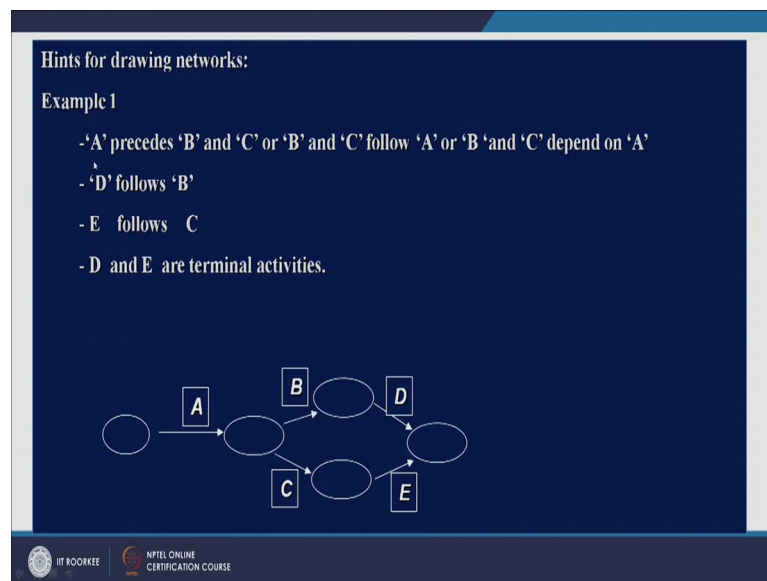 Hints for drawing networks:
Example 1
-‘A’ precedes ‘B’ and ‘C’ or ‘B’ and ‘C’ follow ‘A’ or ‘B ‘and ‘C’ depend on ‘A’
- ‘D’ follows ‘B’
- E follows C
- D and E are terminal activities.
B
D
A
C
E
IIT ROORKEE
NPTEL ONLINE
CERTIFICATION COURSE
NPTEL